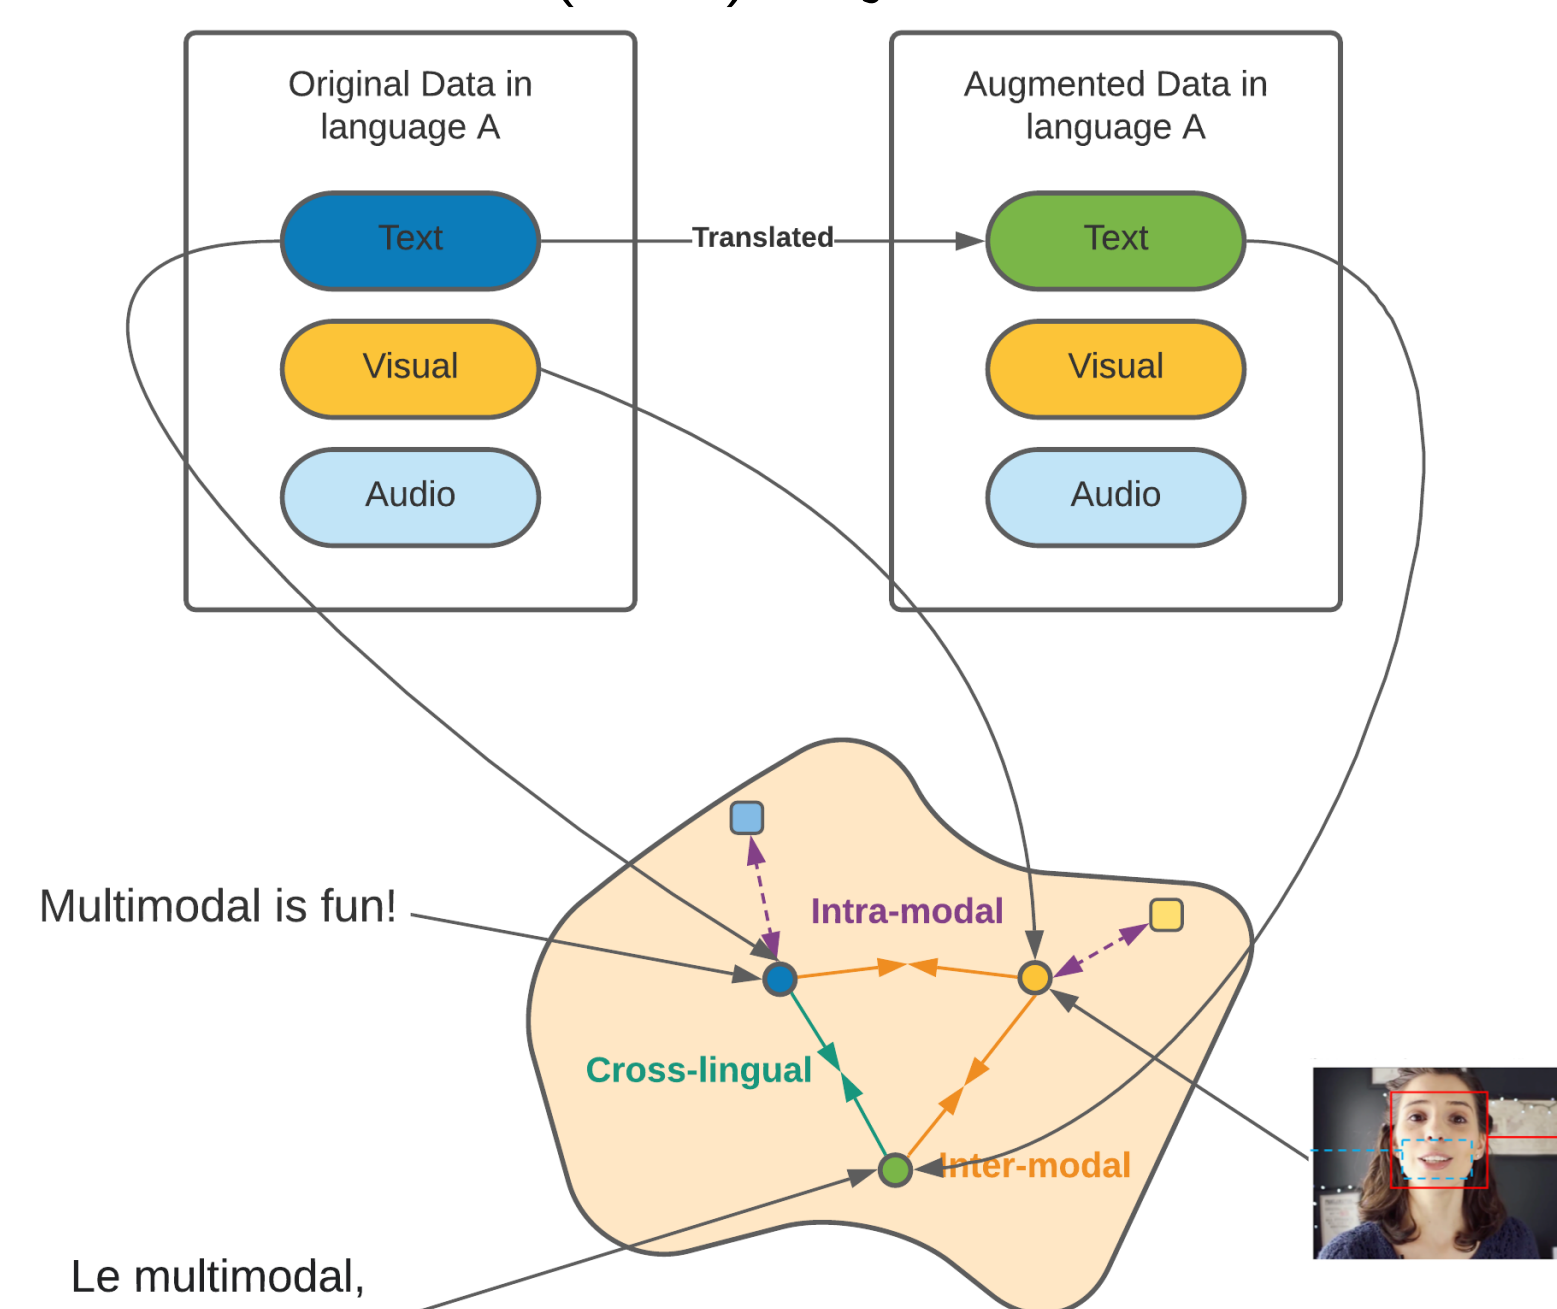 Original Data in
language A
Augmented Data in
language A
Text
Translated
Text
Visual
Visual
Audio
Audio
Multimodal is fun!
Intra-modal
Cross-lingual
Inter-modal
Le multimodal,